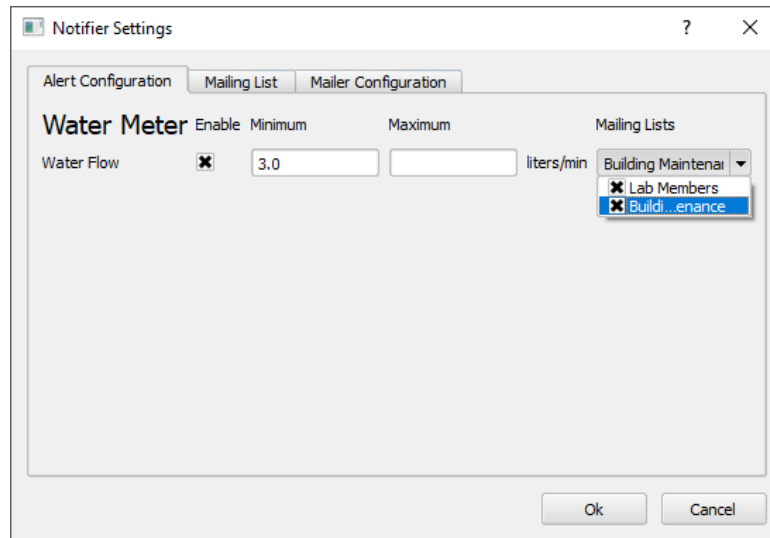 Notifier Settings
Alert Configuration Mailing List Mailer Configuration
Water Meter Enable Minimum Maximum Mailing Lists
Water Flow 3.0 liters/min Building Maintenar
Lab Members
Buildi...enance
Ok Cancel